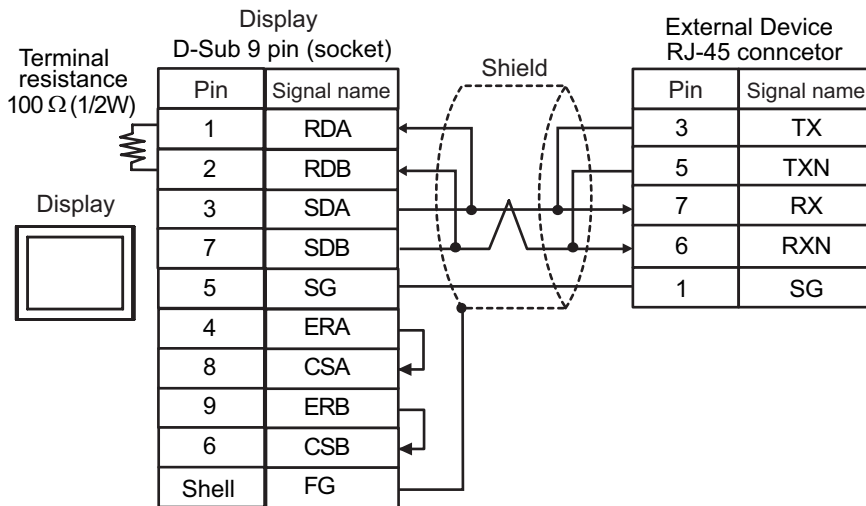 Display
D-Sub 9 pin (socket)
Terminal
resistance
100 Ω (1/2W)
Shield
External Device
RJ-45 conncetor
Pin Signal name
1 RDA
2 RDB
3 SDA
7 SDB
5 SG
4 ERA
8 CSA
9 ERB
6 CSB
Shell FG
Display
Pin Signal name
3 TX
5 TXN
7 RX
6 RXN
1 SG